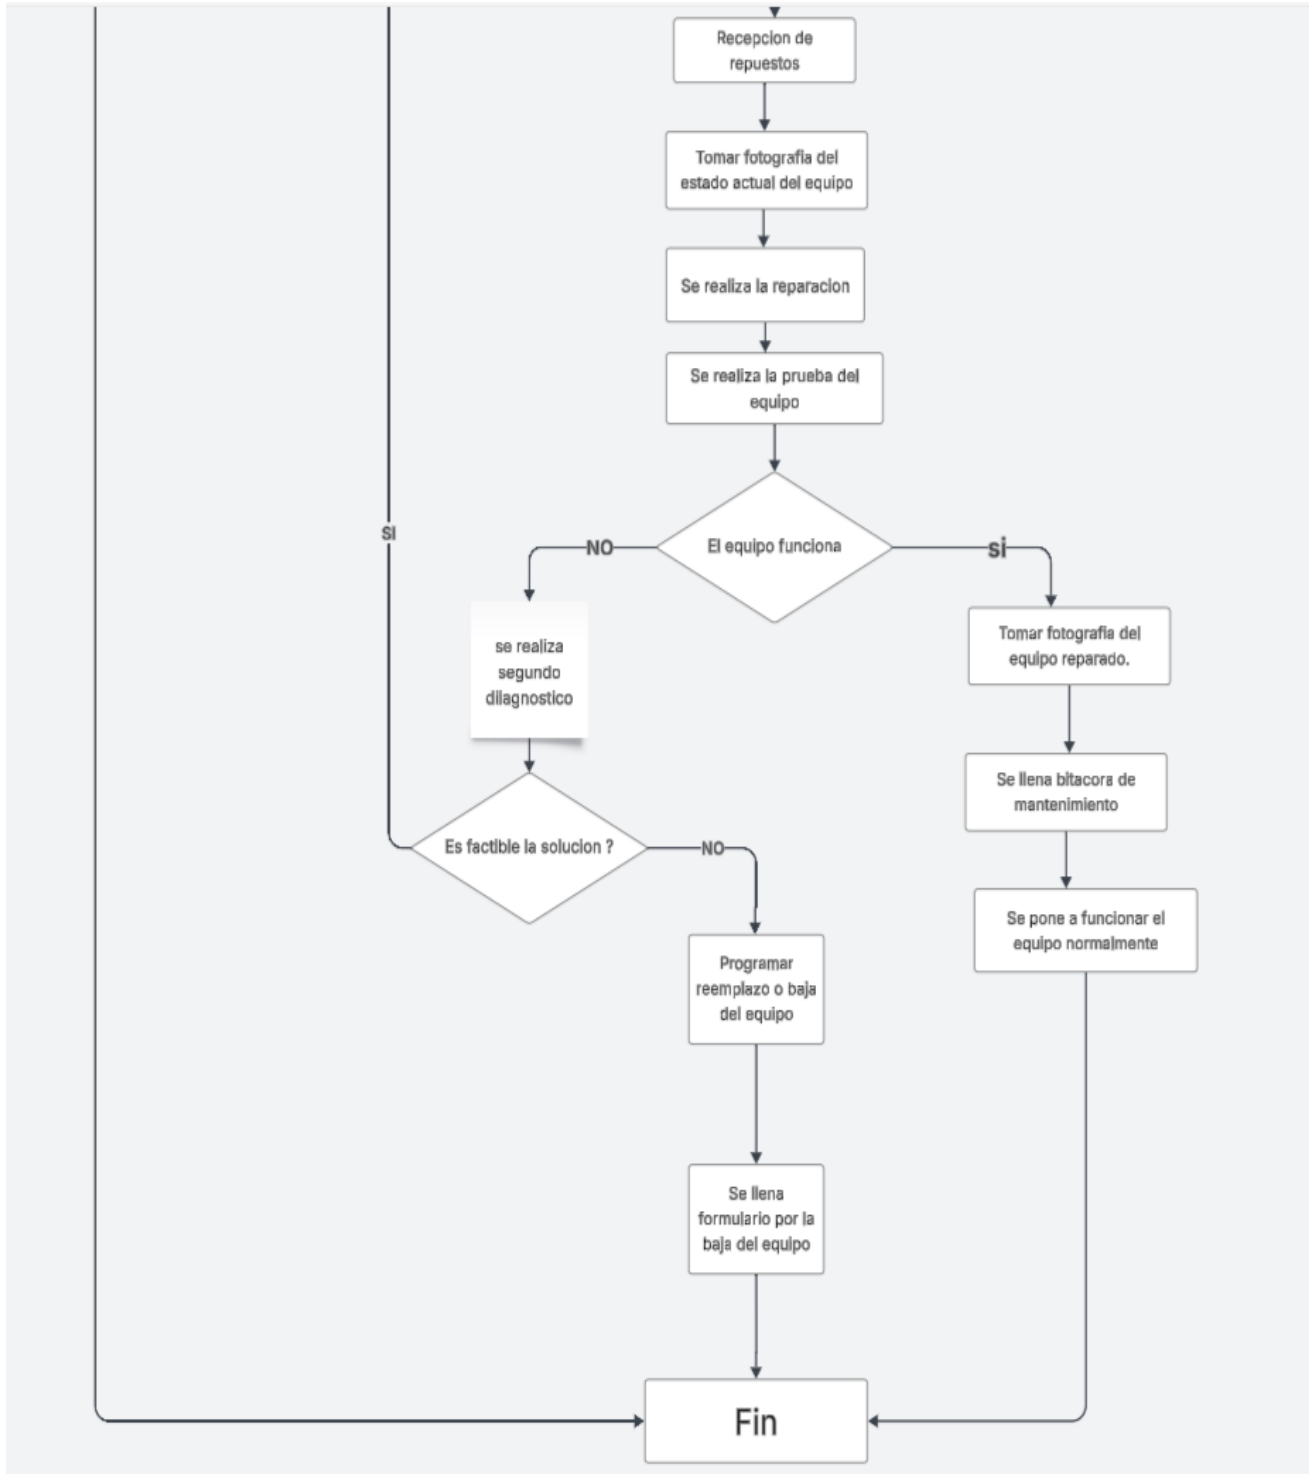 Recepcion de
repuestos
Tomar fotografia del
estado actual del equipo
Se realiza la reparacion
Se realiza la prueba del
equipo
El equipo funciona
NO
si
SI
se realiza
segundo
dilagnostico
Tomar fotografia del
equipo reparado.
Se llena bitacora de
mantenimiento
Es factible la solucion ?
NO
Se pone a funcionar el
equipo normalmente
Programar
reemplazo o baja
del equipo
Se llena
formulario por la
baja del equipo
Fin